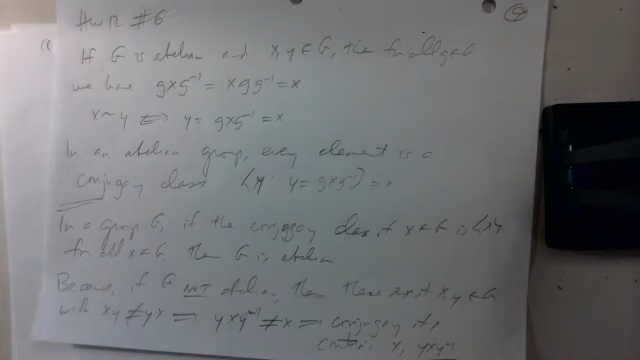 HW 12 #6
If G is abelian and x, y ∈ G, then for all g ∈ G
we have gxg⁻¹ = xgg⁻¹ = x
x ~ y ⟺ y = gxg⁻¹ = x
In an abelian group, every element is a
conjugacy class {y: y = gxg⁻¹} = x
In a group G, if the conjugacy class of x ∈ G is {x}
for all x ∈ G, then G is abelian
Because, if G NOT abelian, then there exist x, y ∈ G
with xy ≠ yx ⟹ yxy⁻¹ ≠ x ⟹ conjugacy of x
contains x, yxy⁻¹